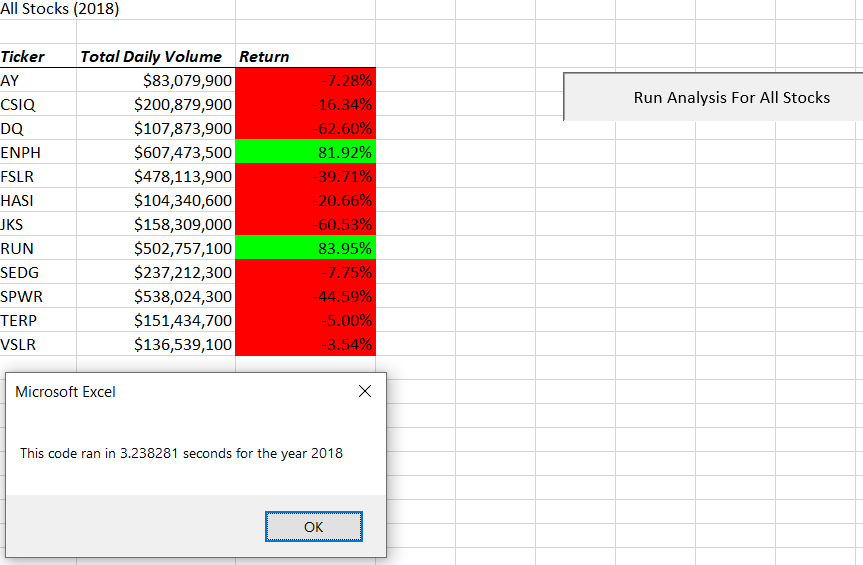 All Stocks (2018)
Ticker Total Daily Volume Return
AY $83,079,900 -7.28%
Run Analysis For All Stocks
CSIQ $200,879,900 -16.34%
DQ $107,873,900 -62.60%
ENPH $607,473,500 81.92%
FSLR $478,113,900 -39.71%
HASI $104,340,600 -20.66%
JKS $158,309,000 -60.53%
RUN $502,757,100 83.95%
SEDG $237,212,300 -7.75%
SPWR $538,024,300 -44.59%
TERP $151,434,700 -5.00%
VSLR $136,539,100 -3.54%
Microsoft Excel
This code ran in 3.238281 seconds for the year 2018
OK